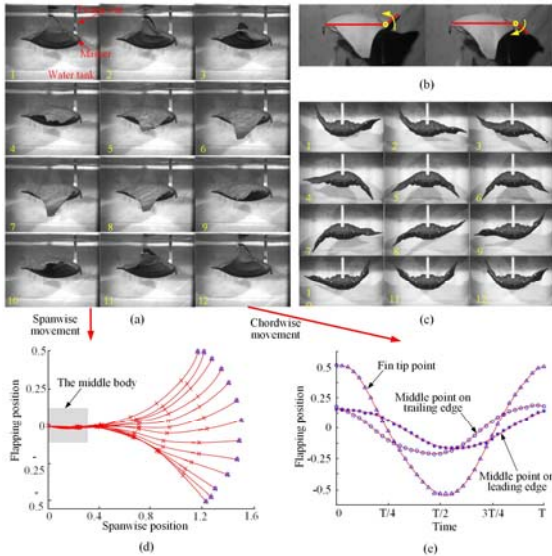 Master
Water tank
1
2
3
4
5
6
7
8
9
10
11
12
(a)
(b)
1
2
3
4
5
6
7
8
9
11
(c)
Spanwise
movement
Chordwise
movement
Flapping position
0.5
0.25
0
0.25
0.5
The middle body
0
0.4
0.8
1.2
1.6
Spanwise position
(d)
Flapping position
0.5
0.25
0
-0.25
-0.5
Fin tip point
Middle point on
trailing edge
Middle point on
leading edge
0
T/4
T/2
3T/4
T
Time
(e)